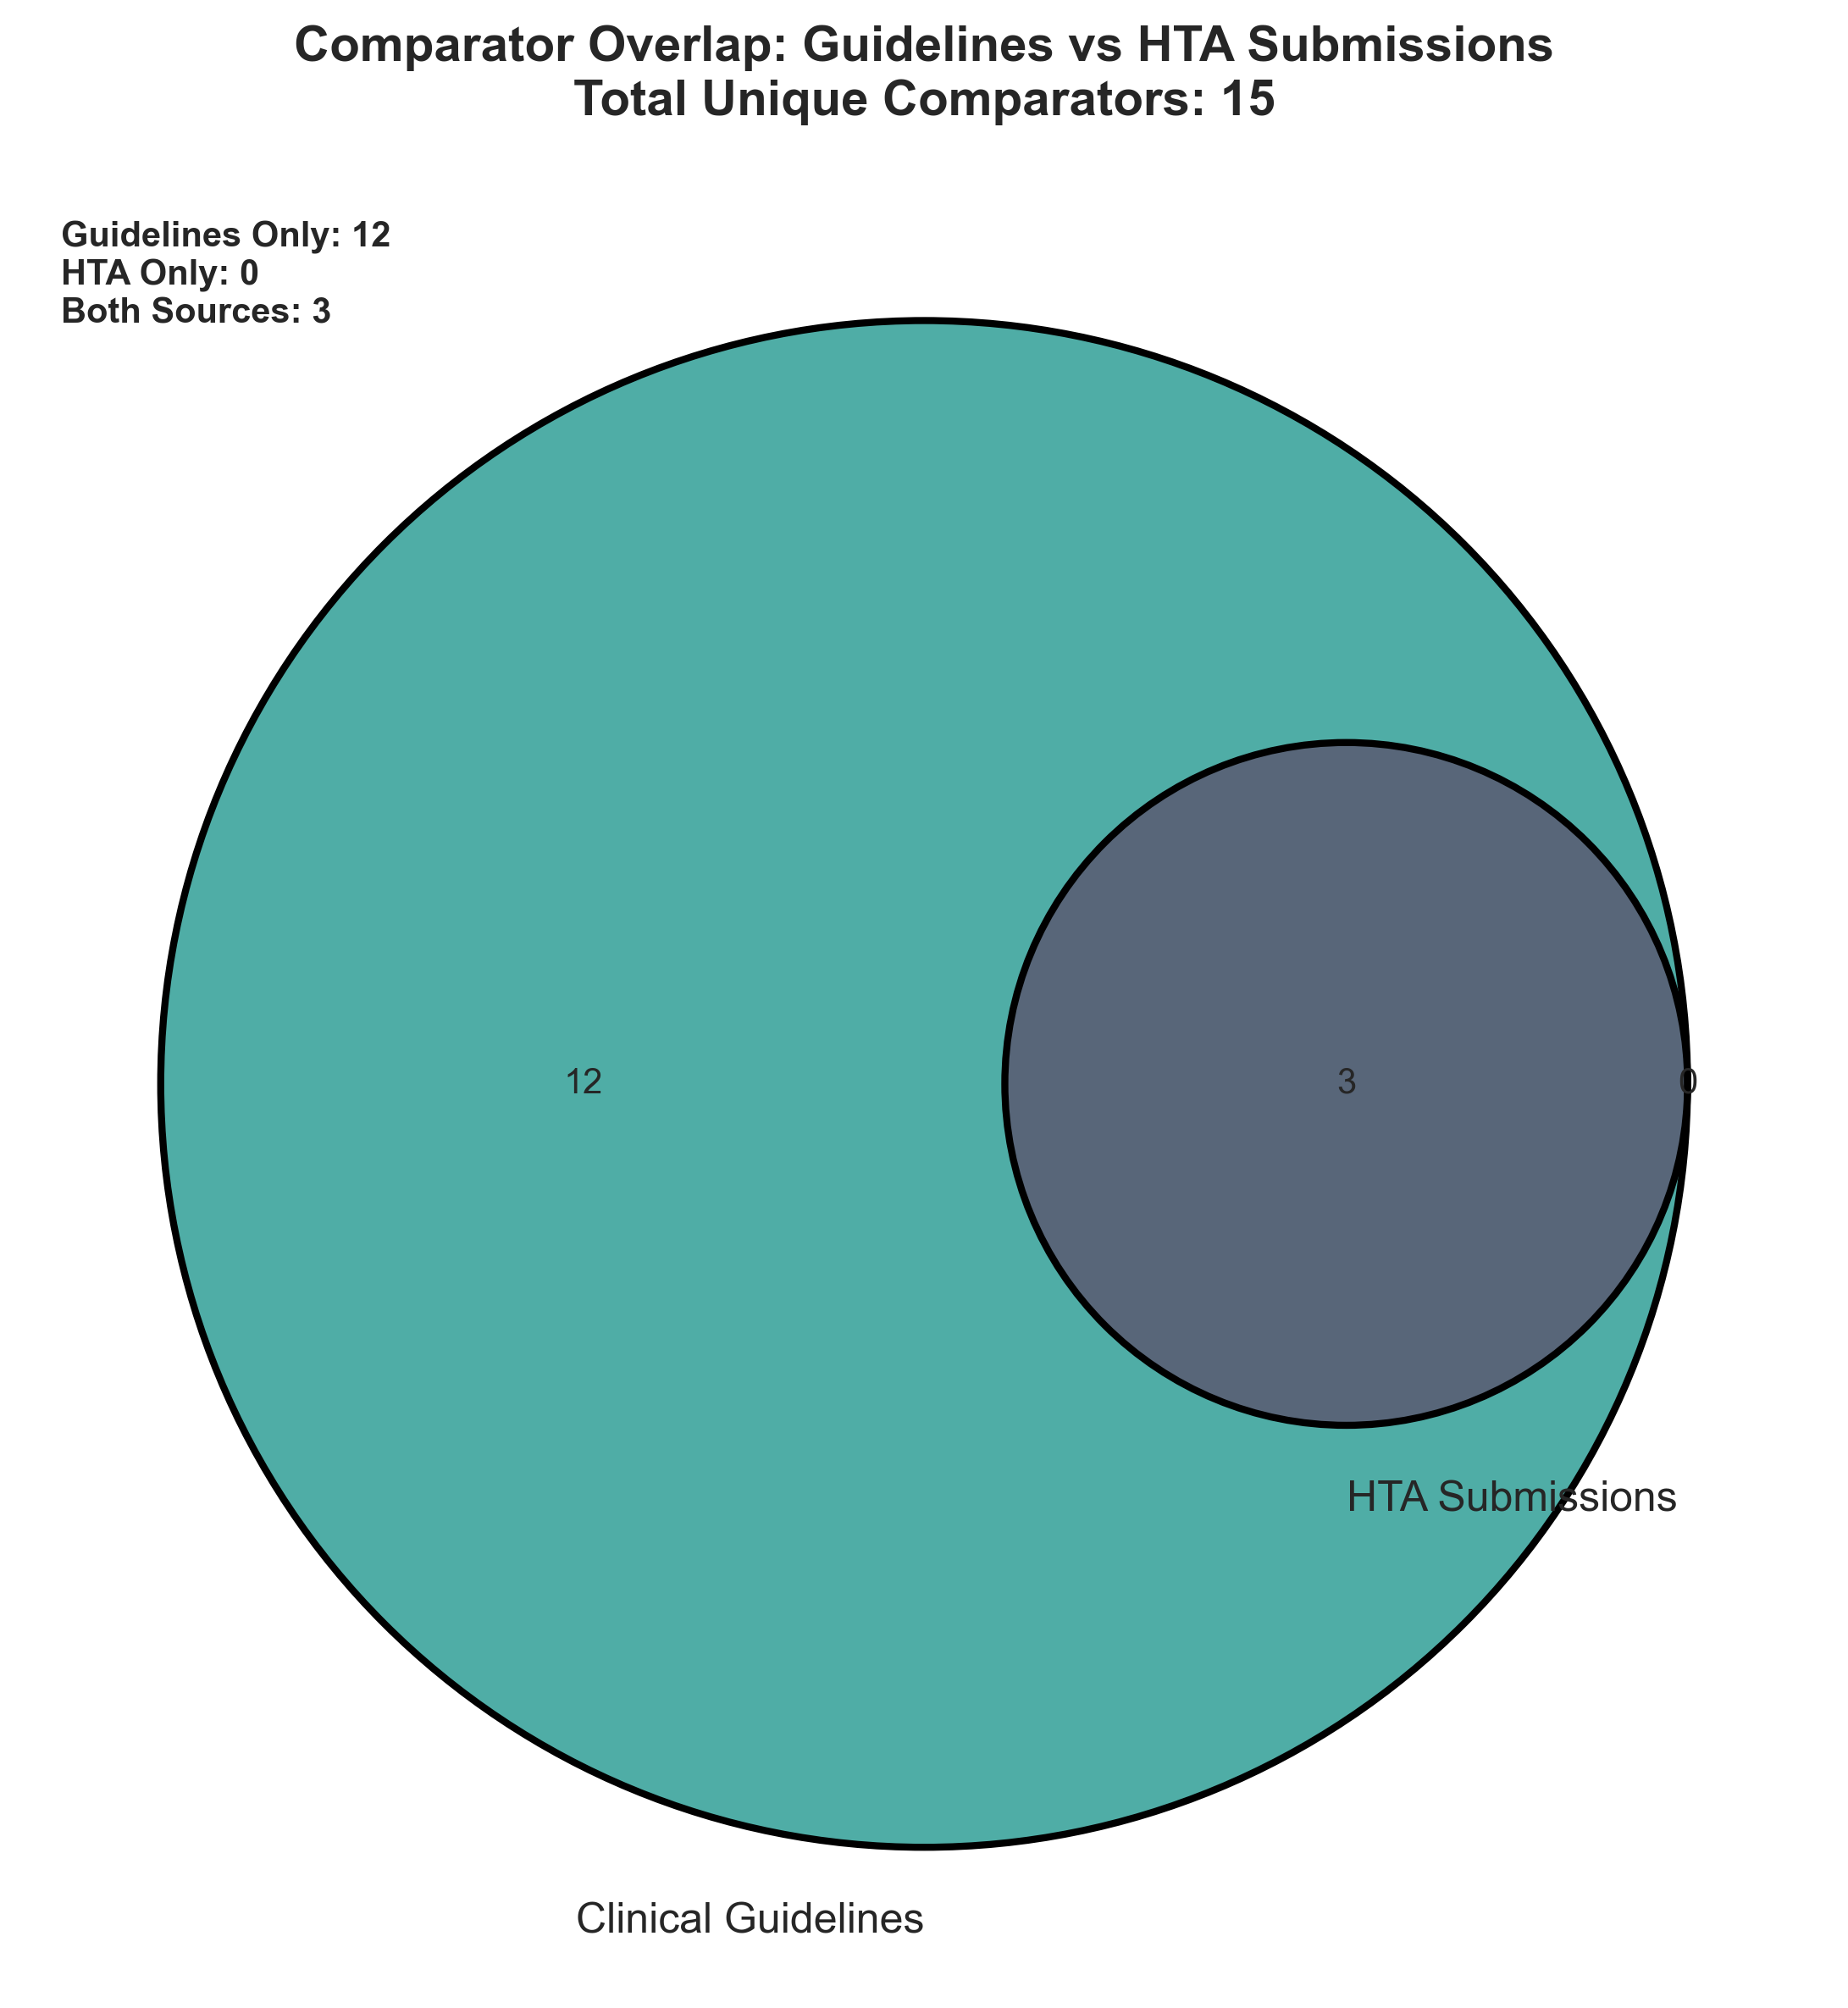 Comparator Overlap: Guidelines vs HTA Submissions
Total Unique Comparators: 15
Guidelines Only: 12
HTA Only: 0
Both Sources: 3
12
3
0
HTA Submissions
Clinical Guidelines